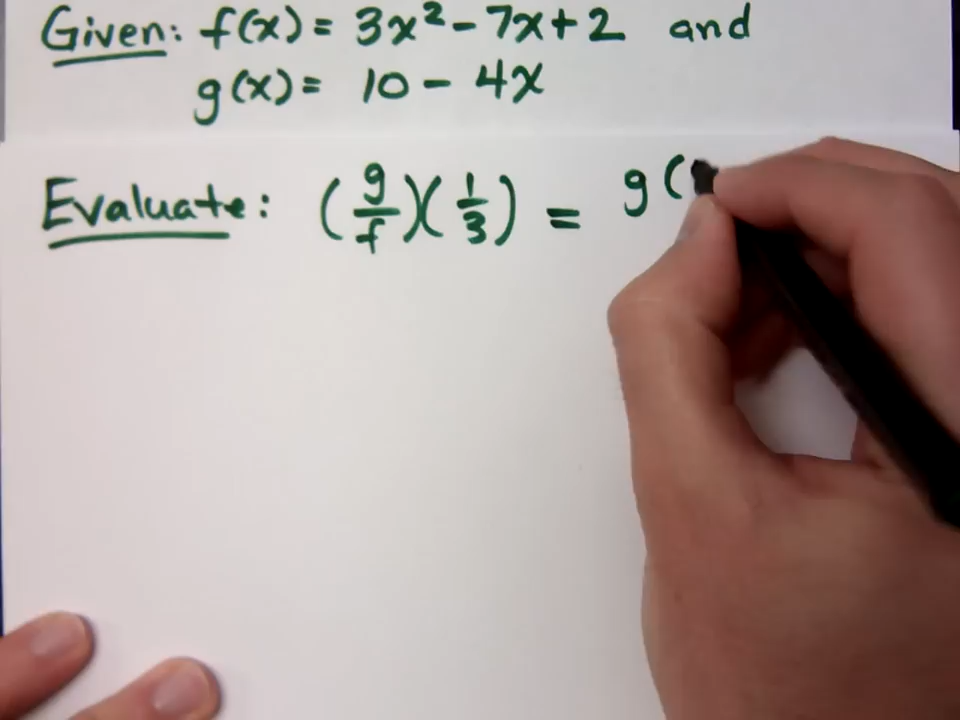 Given: f(x) = 3x² - 7x + 2 and
g(x) = 10 - 4x
Evaluate: (g/f)(1/3) = g(